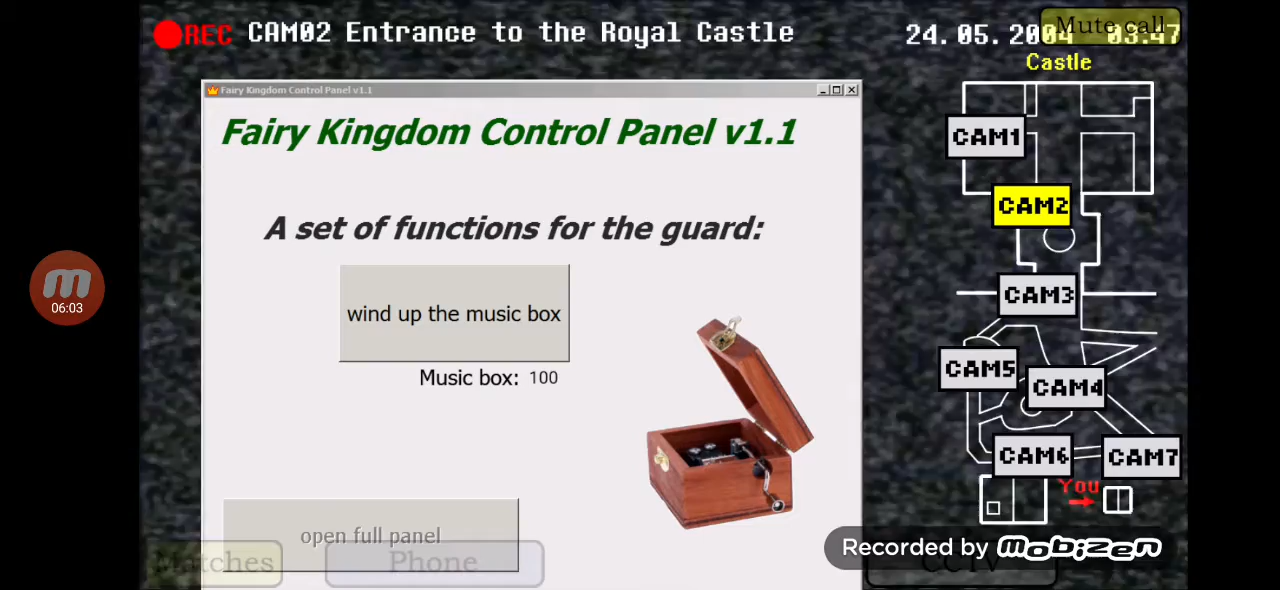 REC CAM02 Entrance to the Royal Castle
24.05.2004 03:47
Mute call
Castle
Fairy Kingdom Control Panel v1.1
Fairy Kingdom Control Panel v1.1
CAM1
A set of functions for the guard:
CAM2
wind up the music box
CAM3
06:03
Music box: 100
CAM5
CAM4
CAM6
CAM7
You
open full panel
Recorded by mobizen
Matches
Phone
CCTV